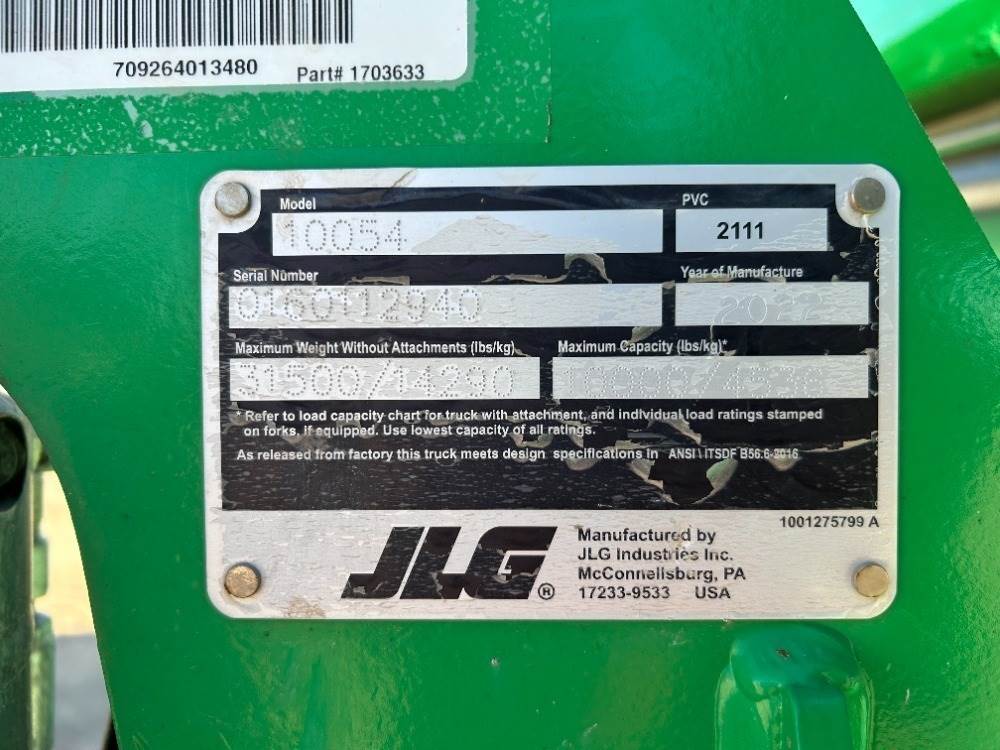 709264013480 Part# 1703633
Model PVC
10054 2111
Serial Number Year of Manufacture
0160112940 2022
Maximum Weight Without Attachments (lbs/kg) Maximum Capacity (lbs/kg)*
31500/14290 10000/4536
* Refer to load capacity chart for truck with attachment, and individual load ratings stamped
on forks, if equipped. Use lowest capacity of all ratings.
As released from factory this truck meets design specifications in ANSI \ ITSDF B56.6-2016
1001275799 A
JLG®
Manufactured by
JLG Industries Inc.
McConnellsburg, PA
17233-9533 USA